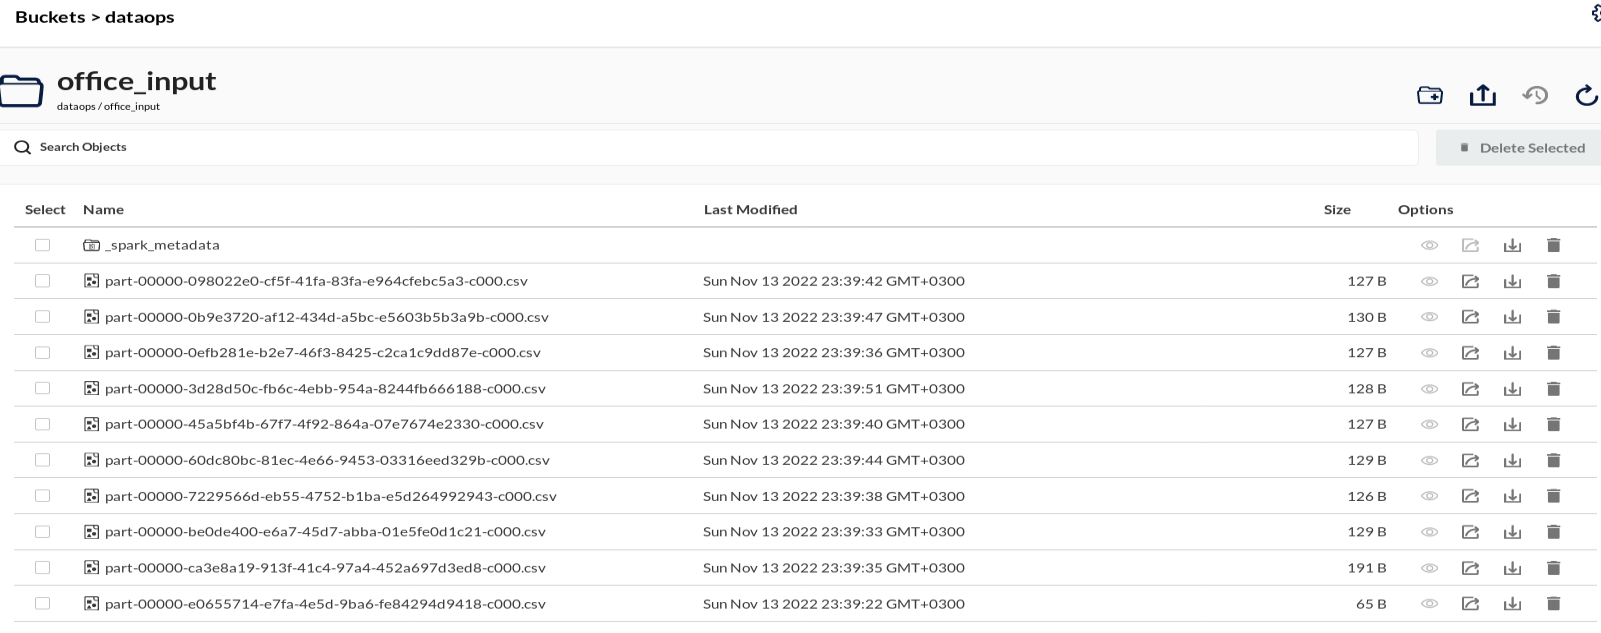 Buckets > dataops
office_input
dataops / office_input
Search Objects
Delete Selected
Select Name Last Modified Size Options
_spark_metadata
part-00000-098022e0-cf5f-41fa-83fa-e964cfebc5a3-c000.csv Sun Nov 13 2022 23:39:42 GMT+0300 127 B
part-00000-0b9e3720-af12-434d-a5bc-e5603b5b3a9b-c000.csv Sun Nov 13 2022 23:39:47 GMT+0300 130 B
part-00000-0efb281e-b2e7-46f3-8425-c2ca1c9dd87e-c000.csv Sun Nov 13 2022 23:39:36 GMT+0300 127 B
part-00000-3d28d50c-fb6c-4ebb-954a-8244fb666188-c000.csv Sun Nov 13 2022 23:39:51 GMT+0300 128 B
part-00000-45a5bf4b-67f7-4f92-864a-07e7674e2330-c000.csv Sun Nov 13 2022 23:39:40 GMT+0300 127 B
part-00000-60dc80bc-81ec-4e66-9453-03316eed329b-c000.csv Sun Nov 13 2022 23:39:44 GMT+0300 129 B
part-00000-7229566d-eb55-4752-b1ba-e5d264992943-c000.csv Sun Nov 13 2022 23:39:38 GMT+0300 126 B
part-00000-be0de400-e6a7-45d7-abba-01e5fe0d1c21-c000.csv Sun Nov 13 2022 23:39:33 GMT+0300 129 B
part-00000-ca3e8a19-913f-41c4-97a4-452a697d3ed8-c000.csv Sun Nov 13 2022 23:39:35 GMT+0300 191 B
part-00000-e0655714-e7fa-4e5d-9ba6-fe84294d9418-c000.csv Sun Nov 13 2022 23:39:22 GMT+0300 65 B